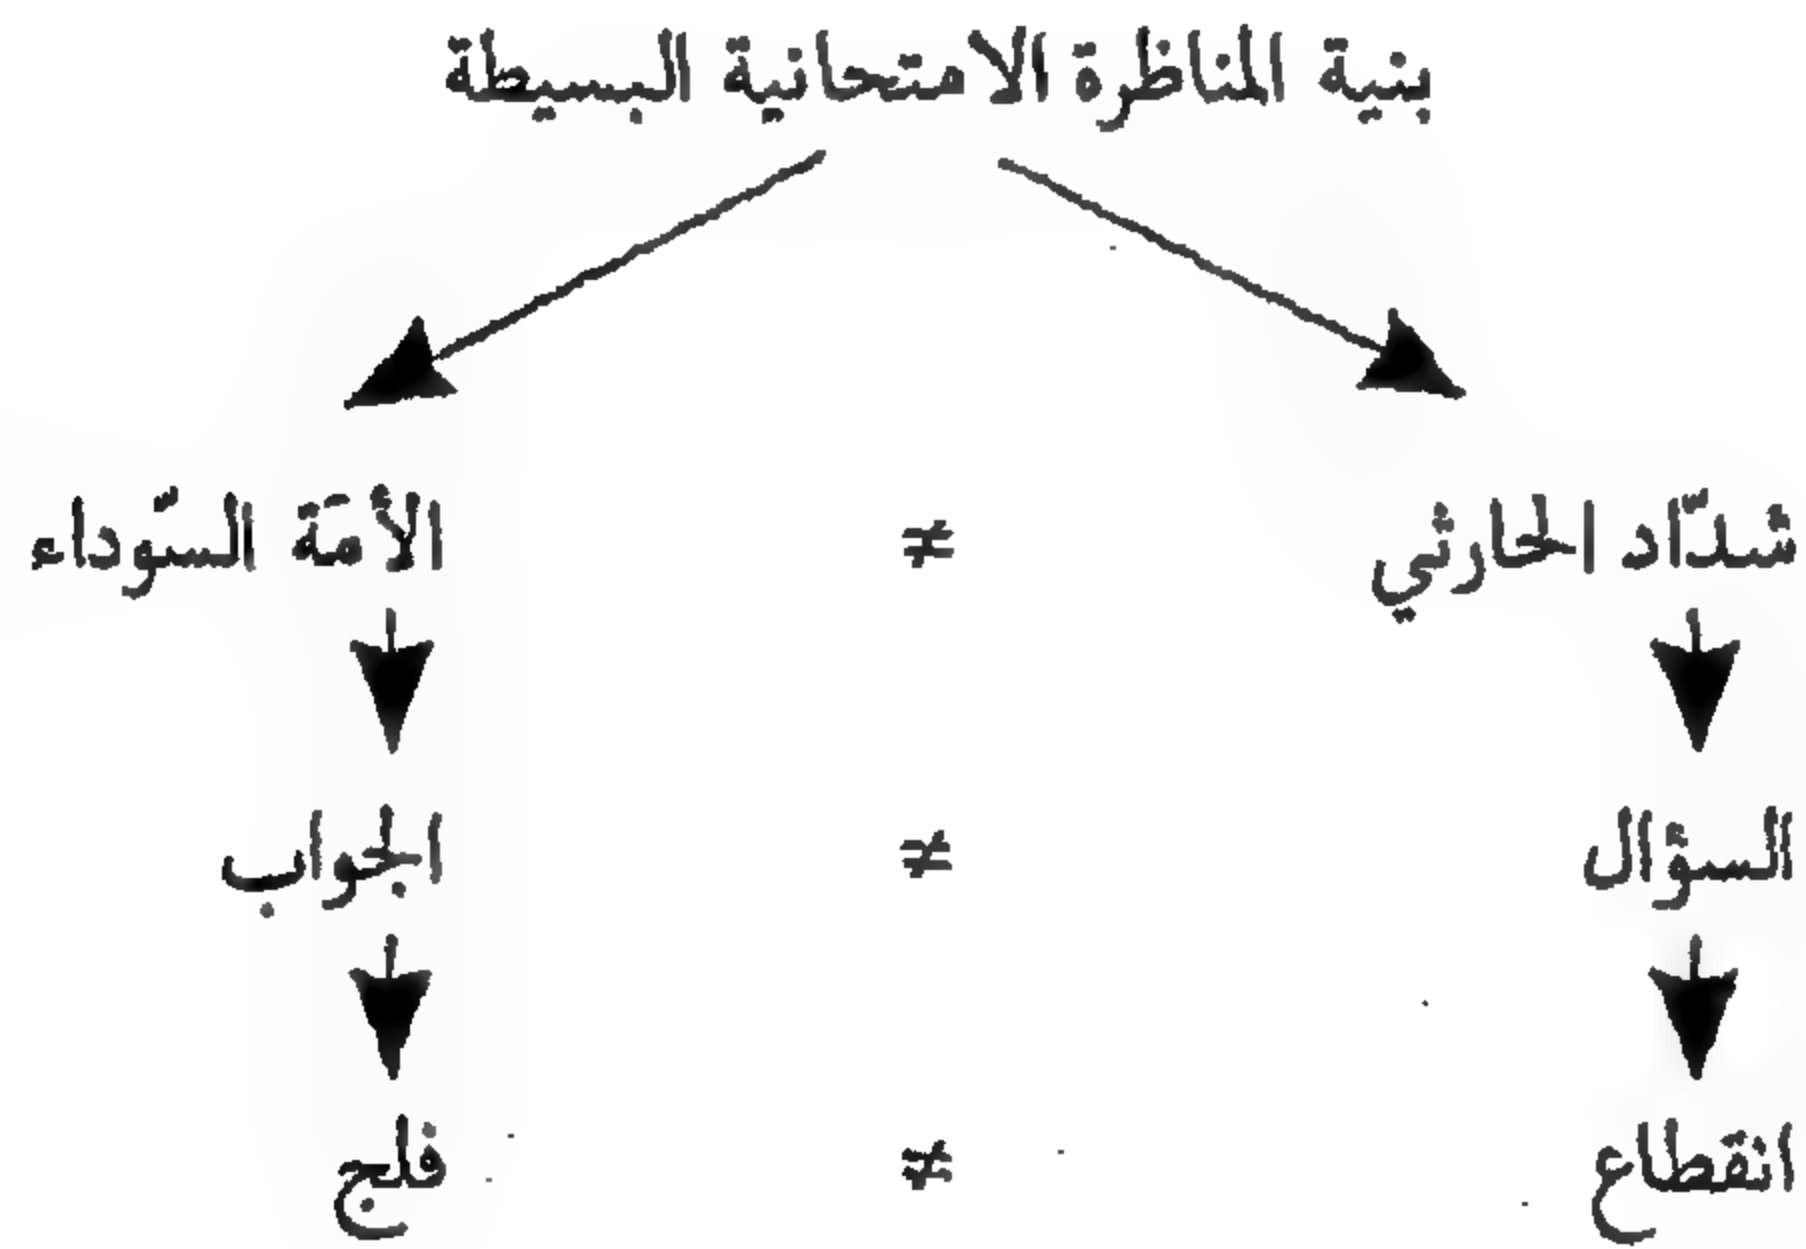 بنية المناظرة الامتحانية البسيطة
شدّاد الحارثي ≠ الأمَة السّوداء
السؤال ≠ الجواب
انقطاع ≠ فلج